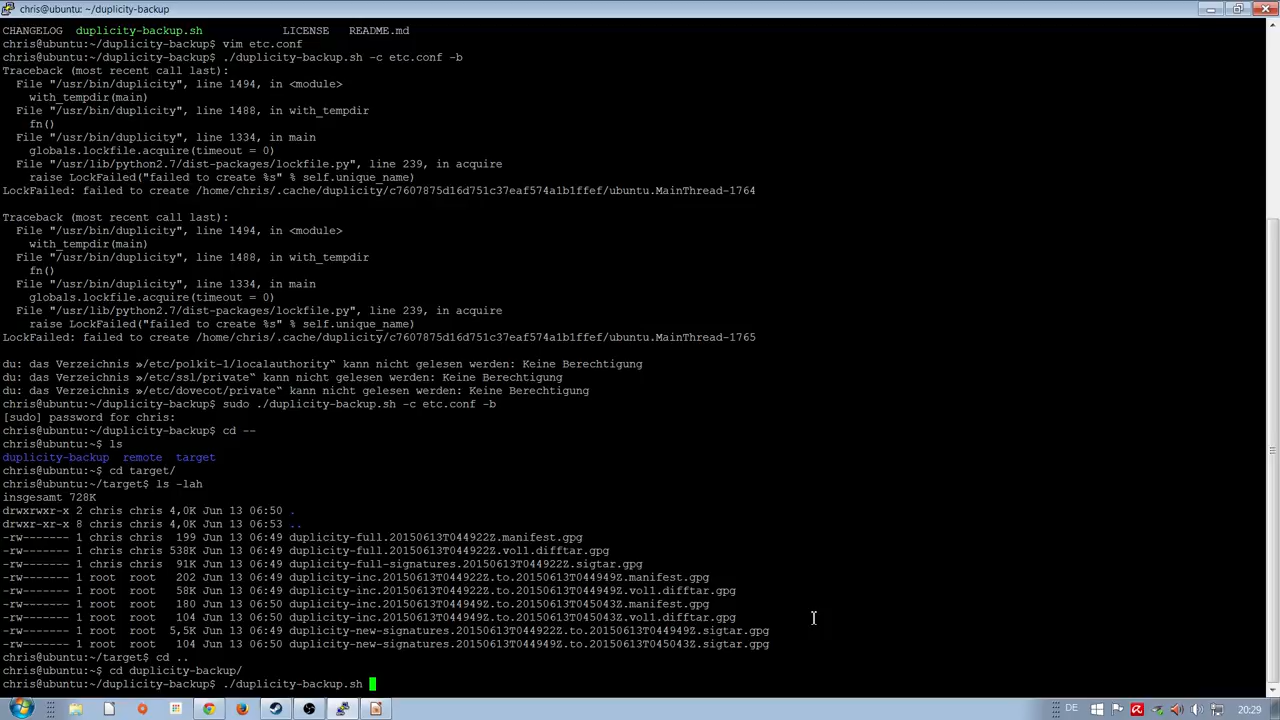 chris@ubuntu: ~/duplicity-backup
CHANGELOG  duplicity-backup.sh            LICENSE   README.md
chris@ubuntu:~/duplicity-backup$ vim etc.conf
chris@ubuntu:~/duplicity-backup$ ./duplicity-backup.sh -c etc.conf -b
Traceback (most recent call last):
  File "/usr/bin/duplicity", line 1494, in <module>
    with_tempdir(main)
  File "/usr/bin/duplicity", line 1488, in with_tempdir
    fn()
  File "/usr/bin/duplicity", line 1334, in main
    globals.lockfile.acquire(timeout = 0)
  File "/usr/lib/python2.7/dist-packages/lockfile.py", line 239, in acquire
    raise LockFailed("failed to create %s" % self.unique_name)
LockFailed: failed to create /home/chris/.cache/duplicity/c7607875d16d751c37eaf574a1b1ffef/ubuntu.MainThread-1764
Traceback (most recent call last):
  File "/usr/bin/duplicity", line 1494, in <module>
    with_tempdir(main)
  File "/usr/bin/duplicity", line 1488, in with_tempdir
    fn()
  File "/usr/bin/duplicity", line 1334, in main
    globals.lockfile.acquire(timeout = 0)
  File "/usr/lib/python2.7/dist-packages/lockfile.py", line 239, in acquire
    raise LockFailed("failed to create %s" % self.unique_name)
LockFailed: failed to create /home/chris/.cache/duplicity/c7607875d16d751c37eaf574a1b1ffef/ubuntu.MainThread-1765
du: das Verzeichnis »/etc/polkit-1/localauthority“ kann nicht gelesen werden: Keine Berechtigung
du: das Verzeichnis »/etc/ssl/private“ kann nicht gelesen werden: Keine Berechtigung
du: das Verzeichnis »/etc/dovecot/private“ kann nicht gelesen werden: Keine Berechtigung
chris@ubuntu:~/duplicity-backup$ sudo ./duplicity-backup.sh -c etc.conf -b
[sudo] password for chris:
chris@ubuntu:~/duplicity-backup$ cd --
chris@ubuntu:~$ ls
duplicity-backup  remote  target
chris@ubuntu:~$ cd target/
chris@ubuntu:~/target$ ls -lah
insgesamt 728K
drwxrwxr-x 2 chris chris 4,0K Jun 13 06:50 .
drwxr-xr-x 8 chris chris 4,0K Jun 13 06:53 ..
-rw------- 1 chris chris  199 Jun 13 06:49 duplicity-full.20150613T044922Z.manifest.gpg
-rw------- 1 chris chris 538K Jun 13 06:49 duplicity-full.20150613T044922Z.vol1.difftar.gpg
-rw------- 1 chris chris  91K Jun 13 06:49 duplicity-full-signatures.20150613T044922Z.sigtar.gpg
-rw------- 1 root  root   202 Jun 13 06:49 duplicity-inc.20150613T044922Z.to.20150613T044949Z.manifest.gpg
-rw------- 1 root  root   58K Jun 13 06:49 duplicity-inc.20150613T044922Z.to.20150613T044949Z.vol1.difftar.gpg
-rw------- 1 root  root   180 Jun 13 06:50 duplicity-inc.20150613T044949Z.to.20150613T045043Z.manifest.gpg
-rw------- 1 root  root   104 Jun 13 06:50 duplicity-inc.20150613T044949Z.to.20150613T045043Z.vol1.difftar.gpg
-rw------- 1 root  root  5,5K Jun 13 06:49 duplicity-new-signatures.20150613T044922Z.to.20150613T044949Z.sigtar.gpg
-rw------- 1 root  root   104 Jun 13 06:50 duplicity-new-signatures.20150613T044949Z.to.20150613T045043Z.sigtar.gpg
chris@ubuntu:~/target$ cd ..
chris@ubuntu:~$ cd duplicity-backup/
chris@ubuntu:~/duplicity-backup$ ./duplicity-backup.sh
DE 20:29